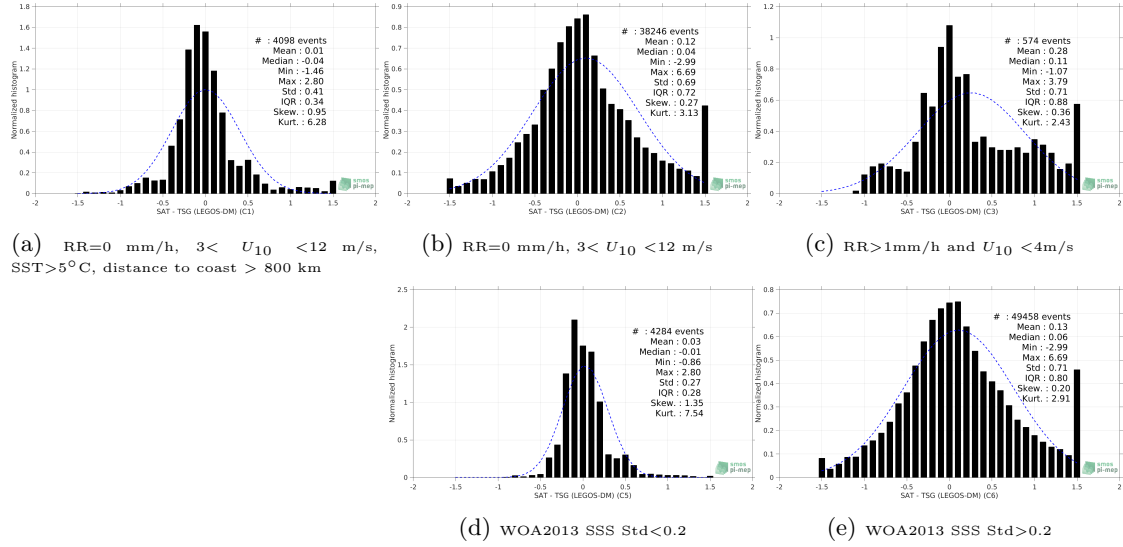 1.8
1.6
1.4
1.2
1.0
0.8
0.6
0.4
0.2
0
-2
-1.5
-1
-0.5
0
0.5
1
1.5
2
Normalized histogram
SAT - TSG (LEGOS-DM) (C1)
# : 4098 events
Mean : 0.01
Median : -0.04
Min : -1.46
Max : 2.80
Std : 0.41
IQR : 0.34
Skew. : 0.95
Kurt. : 6.28
smos
pi-mep
(a) RR=0 mm/h, 3< U10 <12 m/s,
SST>5°C, distance to coast > 800 km
0.9
0.8
0.7
0.6
0.5
0.4
0.3
0.2
0.1
0
-2
-1.5
-1
-0.5
0
0.5
1
1.5
2
Normalized histogram
SAT - TSG (LEGOS-DM) (C2)
# : 38246 events
Mean : 0.12
Median : 0.04
Min : -2.99
Max : 6.69
Std : 0.69
IQR : 0.72
Skew. : 0.27
Kurt. : 3.13
smos
pi-mep
(b) RR=0 mm/h, 3< U10 <12 m/s
1.2
1
0.8
0.6
0.4
0.2
0
-2
-1.5
-1
-0.5
0
0.5
1
1.5
2
Normalized histogram
SAT - TSG (LEGOS-DM) (C3)
# : 574 events
Mean : 0.28
Median : 0.11
Min : -1.07
Max : 3.79
Std : 0.71
IQR : 0.88
Skew. : 0.36
Kurt. : 2.43
smos
pi-mep
(c) RR>1mm/h and U10 <4m/s
2.5
2
1.5
1
0.5
0
-2
-1.5
-1
-0.5
0
0.5
1
1.5
2
Normalized histogram
SAT - TSG (LEGOS-DM) (C5)
# : 4284 events
Mean : 0.03
Median : -0.01
Min : -0.86
Max : 2.80
Std : 0.27
IQR : 0.28
Skew. : 1.35
Kurt. : 7.54
smos
pi-mep
(d) WOA2013 SSS Std<0.2
0.8
0.7
0.6
0.5
0.4
0.3
0.2
0.1
0
-2
-1.5
-1
-0.5
0
0.5
1
1.5
2
Normalized histogram
SAT - TSG (LEGOS-DM) (C6)
# : 49458 events
Mean : 0.13
Median : 0.06
Min : -2.99
Max : 6.69
Std : 0.71
IQR : 0.80
Skew. : 0.20
Kurt. : 2.91
smos
pi-mep
(e) WOA2013 SSS Std>0.2